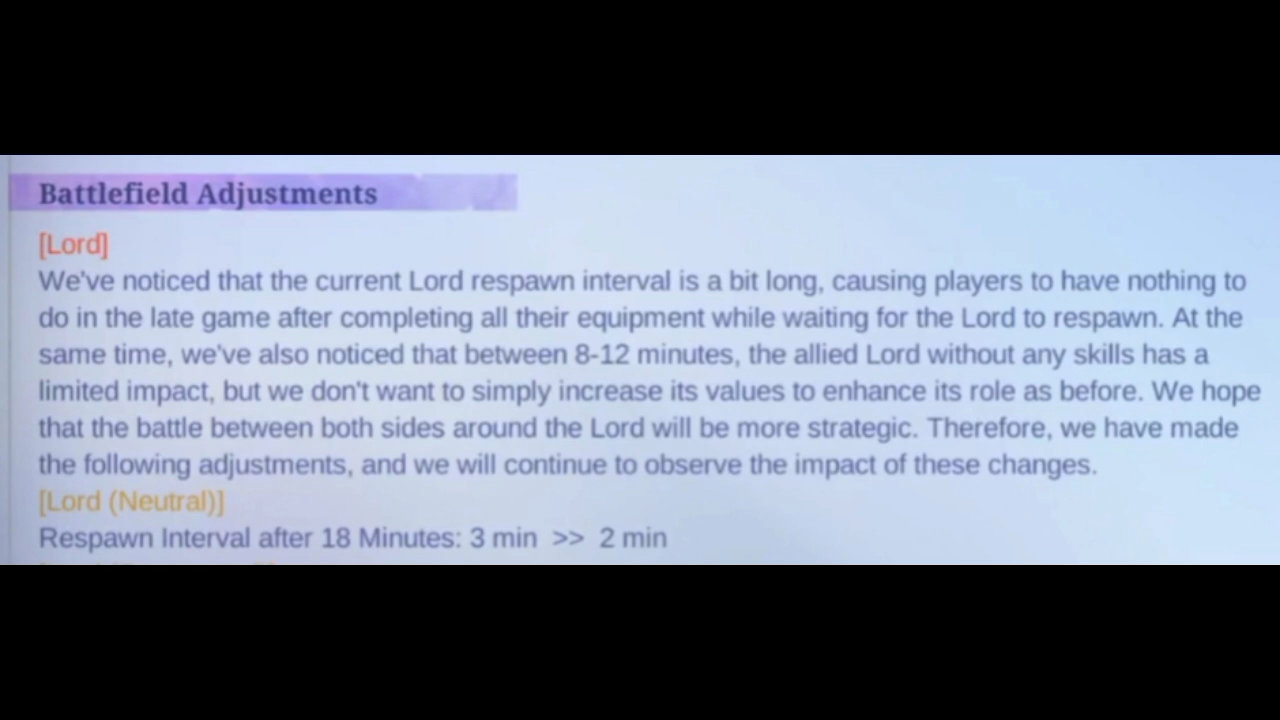 Battlefield Adjustments
[Lord]
We've noticed that the current Lord respawn interval is a bit long, causing players to have nothing to
do in the late game after completing all their equipment while waiting for the Lord to respawn. At the
same time, we've also noticed that between 8-12 minutes, the allied Lord without any skills has a
limited impact, but we don't want to simply increase its values to enhance its role as before. We hope
that the battle between both sides around the Lord will be more strategic. Therefore, we have made
the following adjustments, and we will continue to observe the impact of these changes.
[Lord (Neutral)]
Respawn Interval after 18 Minutes: 3 min >> 2 min